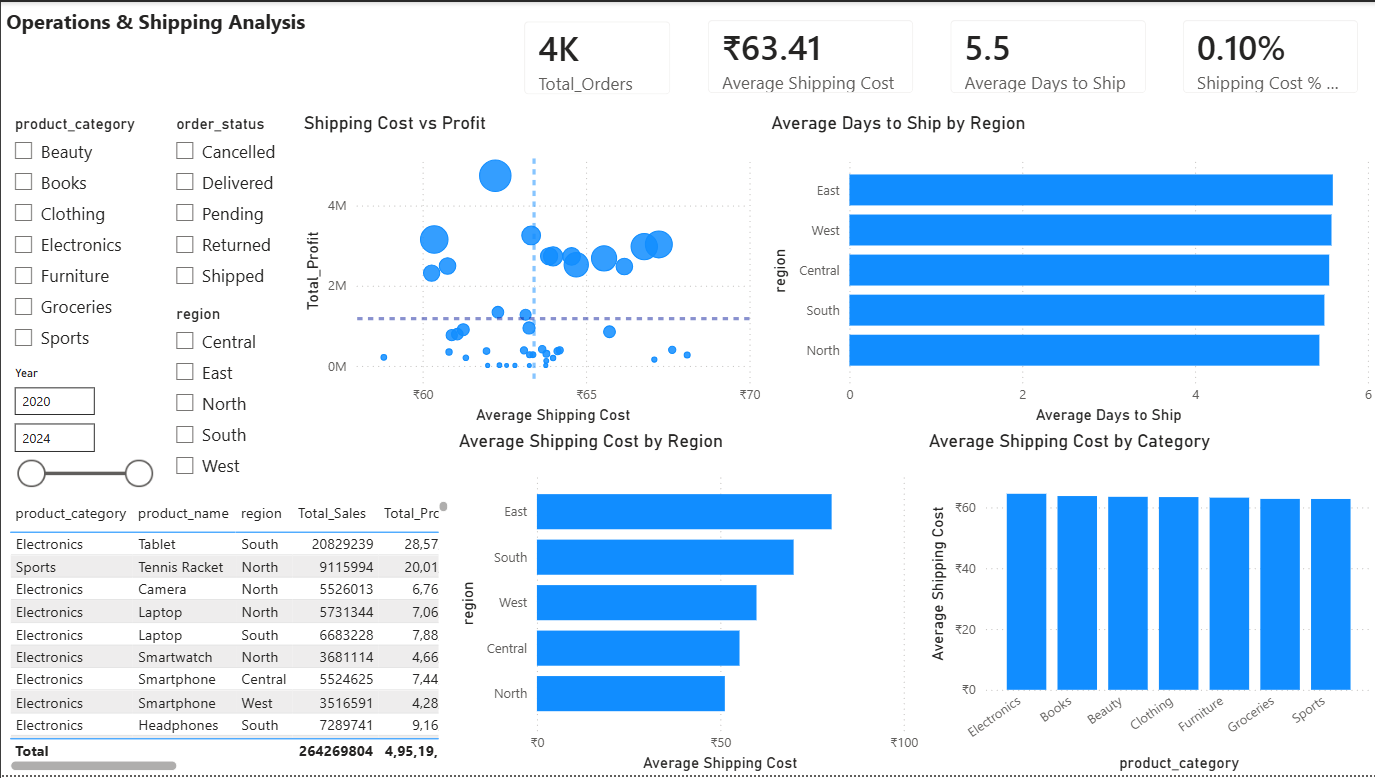 Operations & Shipping Analysis
4K
Total_Orders
₹63.41
Average Shipping Cost
5.5
Average Days to Ship
0.10%
Shipping Cost % ...
product_category
Beauty
Books
Clothing
Electronics
Furniture
Groceries
Sports
Year
2020
2024
order_status
Cancelled
Delivered
Pending
Returned
Shipped
region
Central
East
North
South
West
Shipping Cost vs Profit
Total_Profit
4M
2M
0M
₹60 ₹65 ₹70
Average Shipping Cost
Average Days to Ship by Region
region
East
West
Central
South
North
0 2 4 6
Average Days to Ship
product_category product_name region Total_Sales Total_Prc
Electronics Tablet South 20829239 28,57
Sports Tennis Racket North 9115994 20,01
Electronics Camera North 5526013 6,76
Electronics Laptop North 5731344 7,06
Electronics Laptop South 6683228 7,88
Electronics Smartwatch North 3681114 4,66
Electronics Smartphone Central 5524625 7,44
Electronics Smartphone West 3516591 4,28
Electronics Headphones South 7289741 9,16
Total 264269804 4,95,19,
Average Shipping Cost by Region
region
East
South
West
Central
North
₹0 ₹50 ₹100
Average Shipping Cost
Average Shipping Cost by Category
Average Shipping Cost
₹60
₹40
₹20
₹0
Electronics Books Beauty Clothing Furniture Groceries Sports
product_category